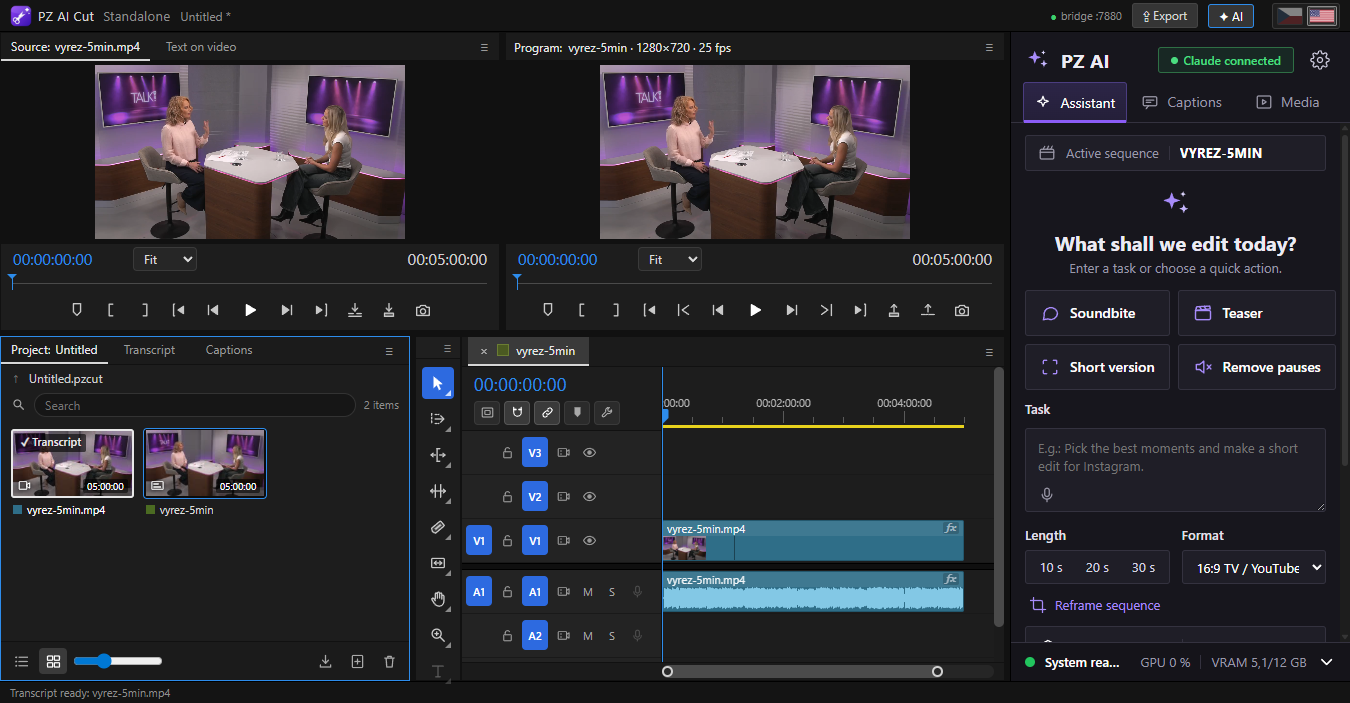 PZ AI Cut Standalone Untitled *
bridge :7880
Export
AI
Source: vyrez-5min.mp4 Text on video
TALK!
00:00:00:00 Fit 00:05:00:00
Program: vyrez-5min · 1280×720 · 25 fps
TALK!
00:00:00:00 Fit 00:05:00:00
Project: Untitled Transcript Captions
↑ Untitled.pzcut
Search 2 items
✓ Transcript
05:00:00
vyrez-5min.mp4
05:00:00
vyrez-5min
× vyrez-5min
00:00:00:00
00:00 00:02:00:00 00:04:00:00
V3
V2
V1 V1
vyrez-5min.mp4 fx
A1 A1 M S
vyrez-5min.mp4 fx
A2 M S
T
PZ AI
Claude connected
Assistant Captions Media
Active sequence VYREZ-5MIN
What shall we edit today?
Enter a task or choose a quick action.
Soundbite Teaser
Short version Remove pauses
Task
E.g.: Pick the best moments and make a short
edit for Instagram.
Length Format
10 s 20 s 30 s 16:9 TV / YouTube
Reframe sequence
System rea... GPU 0 % VRAM 5,1/12 GB
Transcript ready: vyrez-5min.mp4